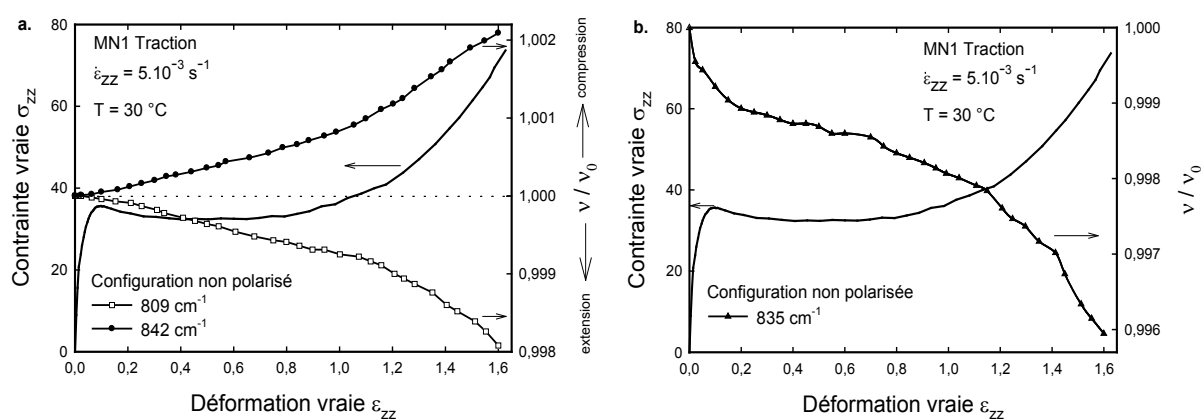 a.
MN1 Traction
ε̇zz = 5.10⁻³ s⁻¹
T = 30 °C
Contrainte vraie σzz
80
60
40
20
0
Configuration non polarisé
809 cm⁻¹
842 cm⁻¹
0,0 0,2 0,4 0,6 0,8 1,0 1,2 1,4 1,6
Déformation vraie εzz
1,002
1,001
1,000
0,999
0,998
ν / ν0
compression
extension
b.
MN1 Traction
ε̇zz = 5.10⁻³ s⁻¹
T = 30 °C
Contrainte vraie σzz
80
60
40
20
0
Configuration non polarisée
835 cm⁻¹
0,0 0,2 0,4 0,6 0,8 1,0 1,2 1,4 1,6
Déformation vraie εzz
1,000
0,999
0,998
0,997
0,996
ν / ν0